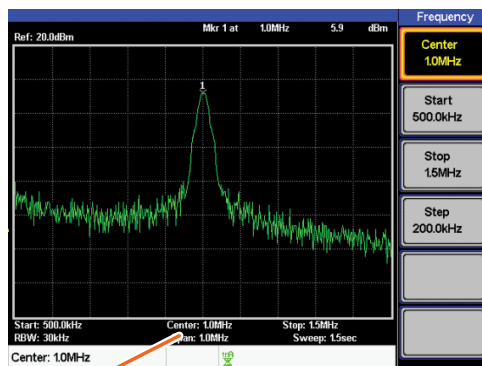 Frequency
Mkr 1 at 1.0MHz 5.9 dBm
Ref: 20.0dBm
Center
1.0MHz
1
Start
500.0kHz
Stop
1.5MHz
Step
200.0kHz
Start: 500.0kHz Center: 1.0MHz Stop: 1.5MHz
RBW: 30kHz 1.0MHz Sweep: 1.5sec
Center: 1.0MHz